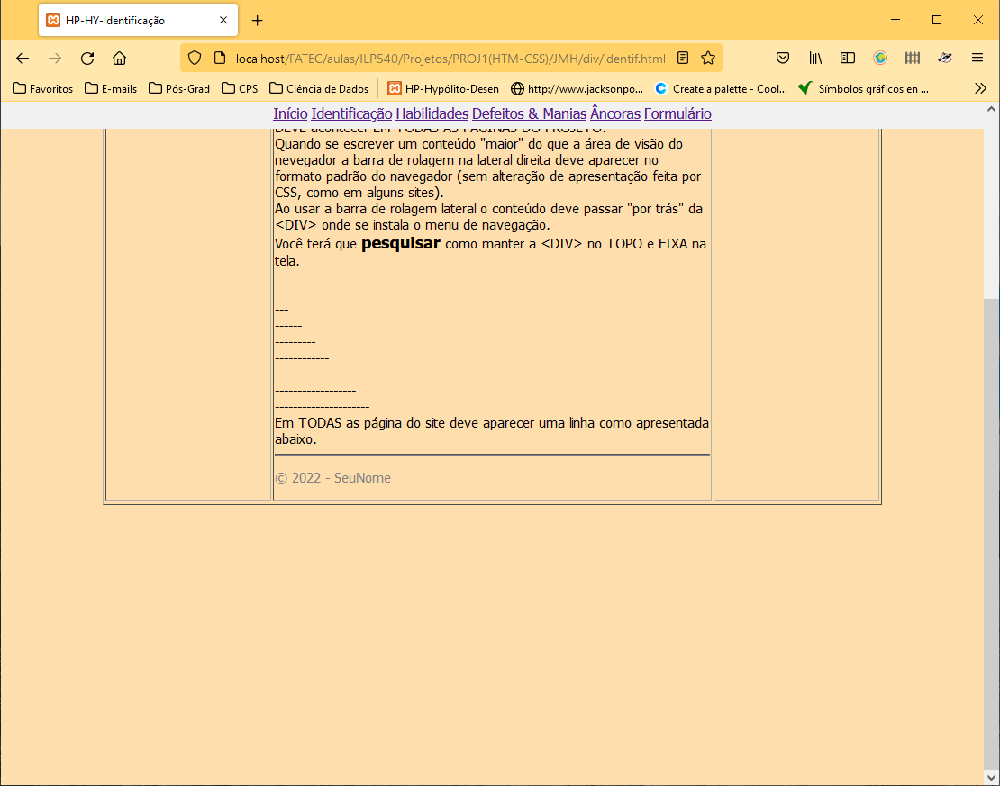 HP-HY-Identificação
localhost/FATEC/aulas/ILP540/Projetos/PROJ1(HTM-CSS)/JMH/div/identif.html
Favoritos E-mails Pós-Grad CPS Ciência de Dados HP-Hypólito-Desen http://www.jacksonpo... Create a palette - Cool... Símbolos gráficos en ...
Início Identificação Habilidades Defeitos & Manias Âncoras Formulário
DEVE acontecer EM TODAS AS PÁGINAS DO PROJETO.
Quando se escrever um conteúdo "maior" do que a área de visão do
nevegador a barra de rolagem na lateral direita deve aparecer no
formato padrão do navegador (sem alteração de apresentação feita por
CSS, como em alguns sites).
Ao usar a barra de rolagem lateral o conteúdo deve passar "por trás" da
<DIV> onde se instala o menu de navegação.
Você terá que pesquisar como manter a <DIV> no TOPO e FIXA na
tela.
---
------
---------
------------
---------------
------------------
---------------------
Em TODAS as página do site deve aparecer uma linha como apresentada
abaixo.
© 2022 - SeuNome